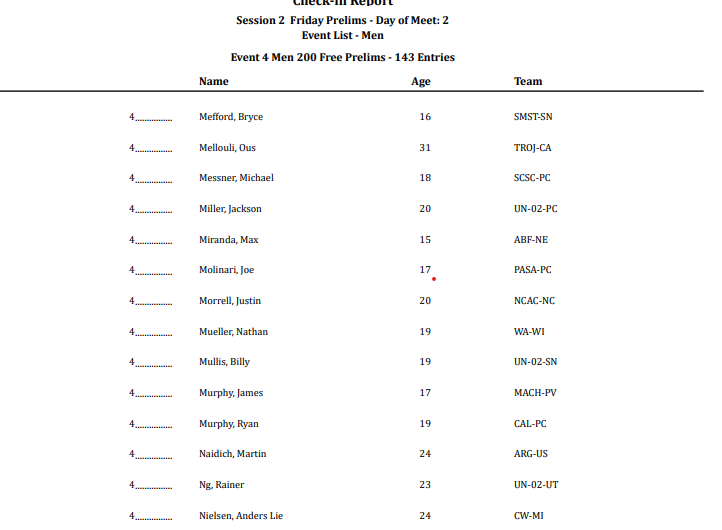 Check-In Report
Session 2 Friday Prelims - Day of Meet: 2
Event List - Men
Event 4 Men 200 Free Prelims - 143 Entries
Name Age Team
4............... Mefford, Bryce 16 SMST-SN
4............... Mellouli, Ous 31 TROJ-CA
4............... Messner, Michael 18 SCSC-PC
4............... Miller, Jackson 20 UN-02-PC
4............... Miranda, Max 15 ABF-NE
4............... Molinari, Joe 17 PASA-PC
4............... Morrell, Justin 20 NCAC-NC
4............... Mueller, Nathan 19 WA-WI
4............... Mullis, Billy 19 UN-02-SN
4............... Murphy, James 17 MACH-PV
4............... Murphy, Ryan 19 CAL-PC
4............... Naidich, Martin 24 ARG-US
4............... Ng, Rainer 23 UN-02-UT
4............... Nielsen, Anders Lie 24 CW-MI